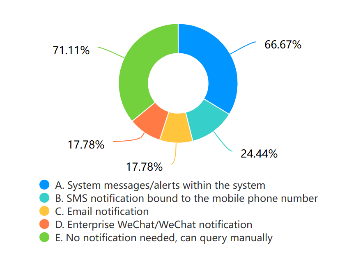 66.67%
71.11%
24.44%
17.78%
17.78%
A. System messages/alerts within the system
B. SMS notification bound to the mobile phone number
C. Email notification
D. Enterprise WeChat/WeChat notification
E. No notification needed, can query manually